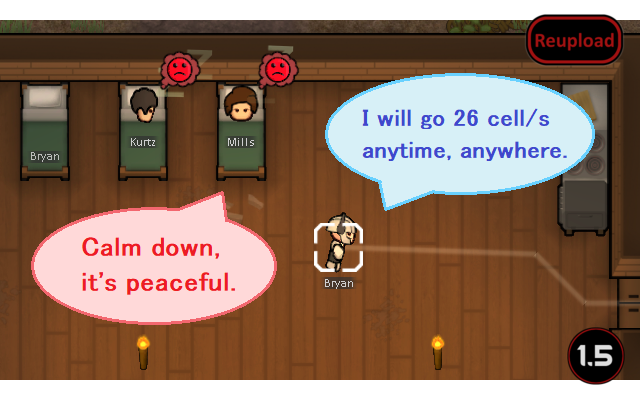 Reupload
I will go 26 cell/s
anytime, anywhere.
Kurtz
Mills
Bryan
Calm down,
it's peaceful.
Bryan
1.5